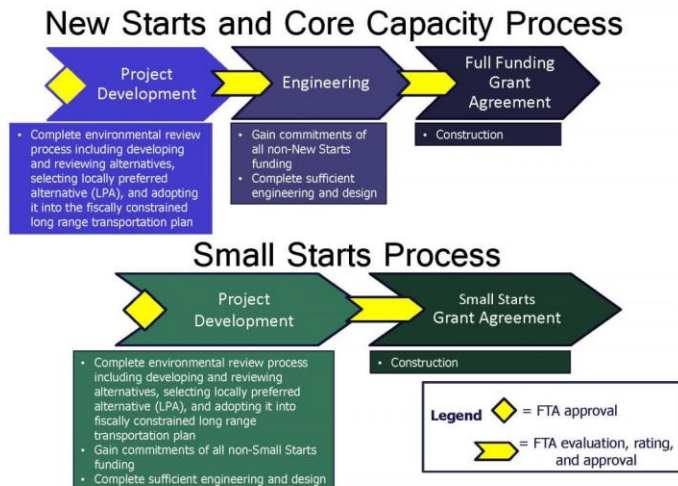 New Starts and Core Capacity Process
Project
Development
Engineering
Full Funding
Grant
Agreement
• Complete environmental review
process including developing
and reviewing alternatives,
selecting locally preferred
alternative (LPA), and adopting
it into the fiscally constrained
long range transportation plan
• Gain commitments of
all non-New Starts
funding
• Complete sufficient
engineering and design
• Construction
Small Starts Process
Project
Development
Small Starts
Grant Agreement
• Complete environmental review process
including developing and reviewing
alternatives, selecting locally preferred
alternative (LPA), and adopting it into
fiscally constrained long range
transportation plan
• Gain commitments of all non-Small Starts
funding
• Complete sufficient engineering and design
• Construction
Legend
= FTA approval
= FTA evaluation, rating,
and approval